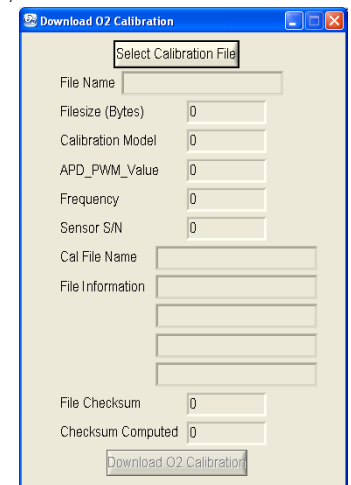 Download O2 Calibration
Select Calibration File
File Name
Filesize (Bytes) 0
Calibration Model 0
APD_PWM_Value 0
Frequency 0
Sensor S/N 0
Cal File Name
File Information
File Checksum 0
Checksum Computed 0
Download O2 Calibration